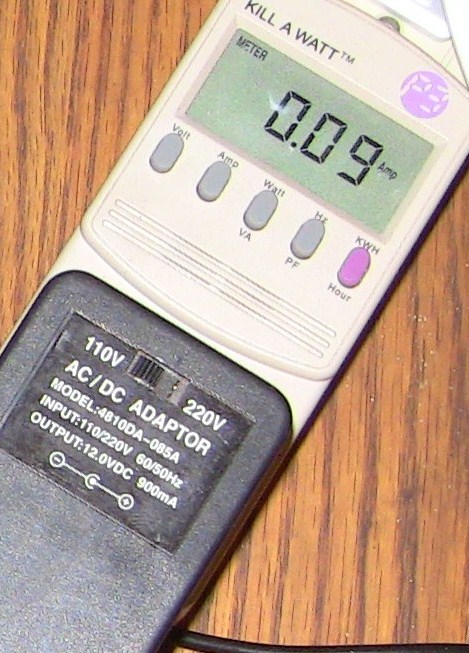 KILL A WATT™
METER
0.09 Amp
Volt Amp Watt Hz KWH
VA PF Hour
110V 220V
AC/DC ADAPTOR
MODEL:4810DA-085A
INPUT:110/220V 60/50Hz
OUTPUT:12.0VDC 900mA
- +